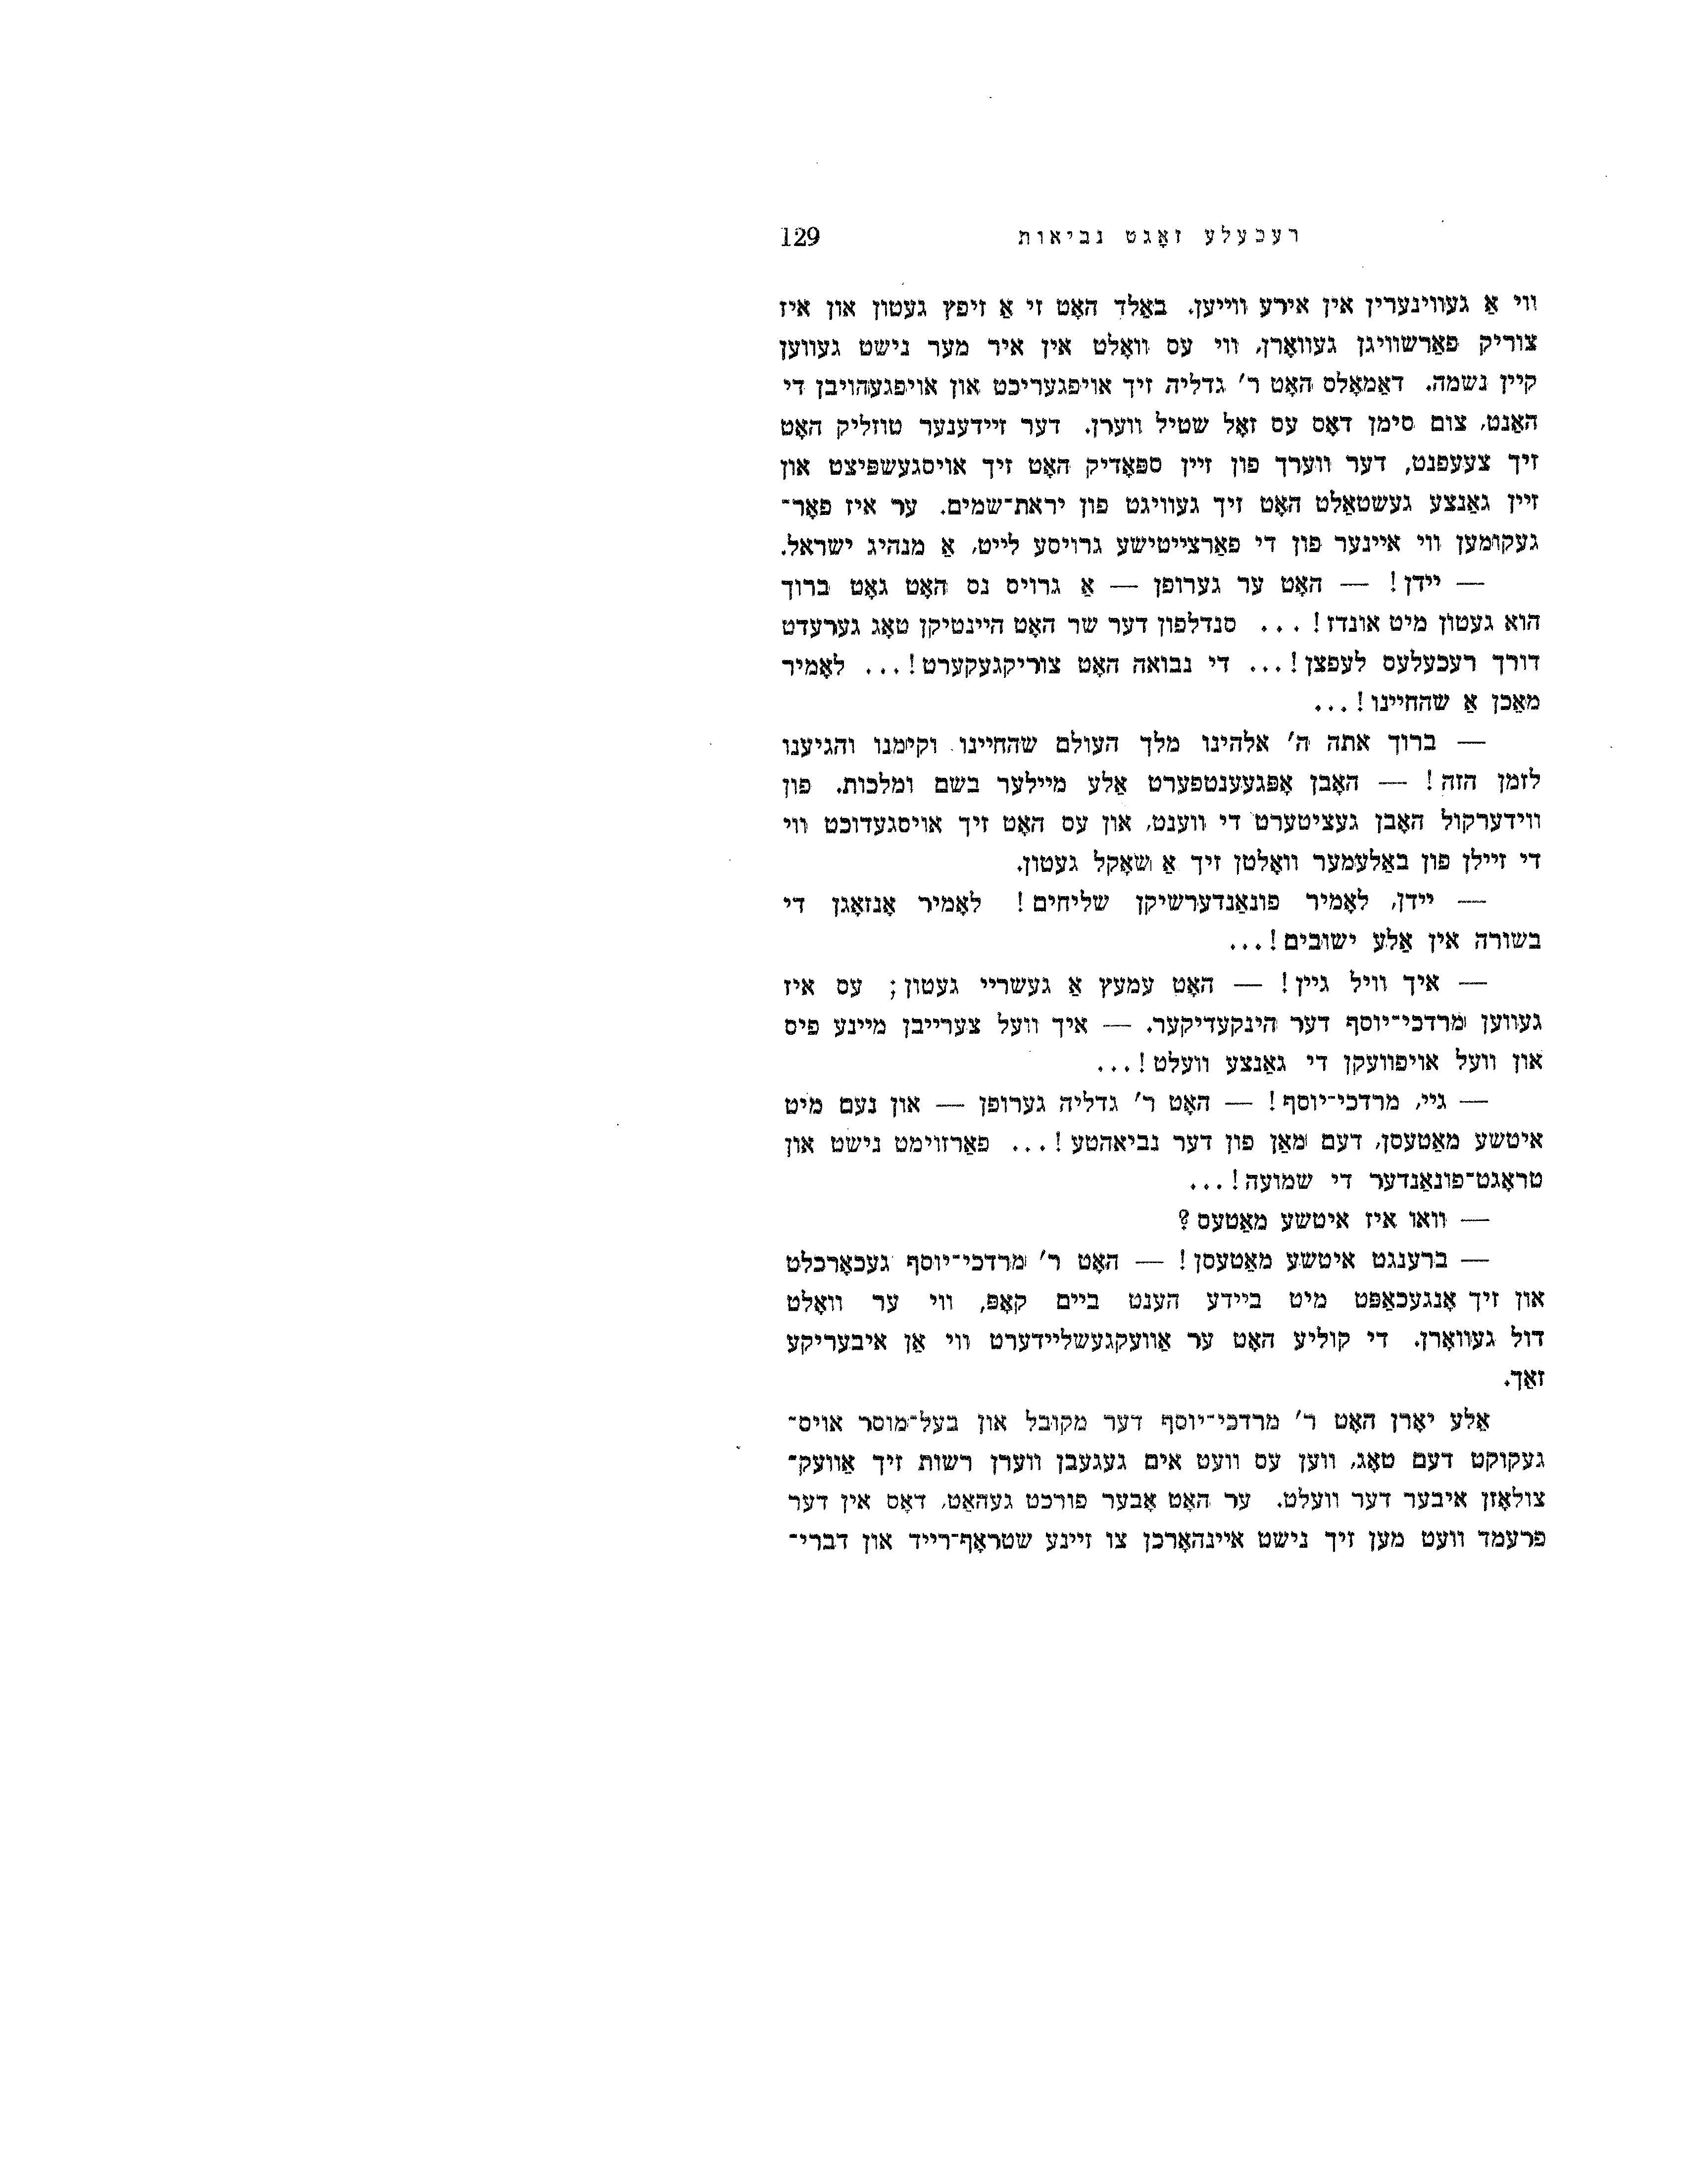 רעכעלע זאָגט נביאות 129
ווי אַ געווינערין אין אירע ווייען. באַלד האָט זי אַ זיפץ געטון און איז
צוריק פאַרשוויגן געוואָרן, ווי עס וואָלט אין איר מער נישט געווען
קיין נשמה. דאַמאָלס האָט ר' גדליה זיך אויפגעריכט און אויפגעהויבן די
האַנט, צום סימן דאָס עס זאָל שטיל ווערן. דער זיידענער טוזליק האָט
זיך צעעפנט, דער ווערך פון זיין ספּאָדיק האָט זיך אויסגעשפּיצט און
זיין גאַנצע געשטאַלט האָט זיך געוויגט פון יראת־שמים. ער איז פאָר־
געקומען ווי איינער פון די פאַרצייטישע גרויסע לייט, אַ מנהיג ישראל.
— יידן! — האָט ער גערופן — אַ גרויס נס האָט גאָט ברוך
הוא געטון מיט אונדז!... סנדלפון דער שר האָט היינטיקן טאָג גערעדט
דורך רעכעלעס לעפצן!... די נבואה האָט צוריקגעקערט!... לאָמיר
מאַכן אַ שהחיינו!...
— ברוך אתה ה' אלהינו מלך העולם שהחיינו וקימנו והגיענו
לזמן הזה! — האָבן אָפּגעענטפערט אַלע מיילער בשם ומלכות. פון
ווידערקול האָבן געציטערט די ווענט, און עס האָט זיך אויסגעדוכט ווי
די זיילן פון באַלעמער וואָלטן זיך אַ שאָקל געטון.
— יידן, לאָמיר פונאַנדערשיקן שליחים! לאָמיר אָנזאָגן די
בשורה אין אַלע ישובים!...
— איך וויל גיין! — האָט עמעץ אַ געשריי געטון; עס איז
געווען מרדכי־יוסף דער הינקעדיקער. — איך וועל צערייבן מיינע פיס
און וועל אויפוועקן די גאַנצע וועלט!...
— גיי, מרדכי־יוסף! — האָט ר' גדליה גערופן — און נעם מיט
איטשע מאַטעסן, דעם מאַן פון דער נביאהטע!... פאַרזוימט נישט און
טראָגט־פונאַנדער די שמועה!...
— וואו איז איטשע מאַטעס?
— ברענגט איטשע מאַטעסן! — האָט ר' מרדכי־יוסף געכאָרכלט
און זיך אָנגעכאַפּט מיט ביידע הענט ביים קאָפּ, ווי ער וואָלט
דול געוואָרן. די קוליע האָט ער אַוועקגעשליידערט ווי אַן איבעריקע
זאַך.
אַלע יאָרן האָט ר' מרדכי־יוסף דער מקובל און בעל־מוסר אויס־
געקוקט דעם טאָג, ווען עס וועט אים געגעבן ווערן רשות זיך אַוועק־
צולאָזן איבער דער וועלט. ער האָט אָבער פורכט געהאַט, דאָס אין דער
פרעמד וועט מען זיך נישט איינהאָרכן צו זיינע שטראָף־רייד און דברי־